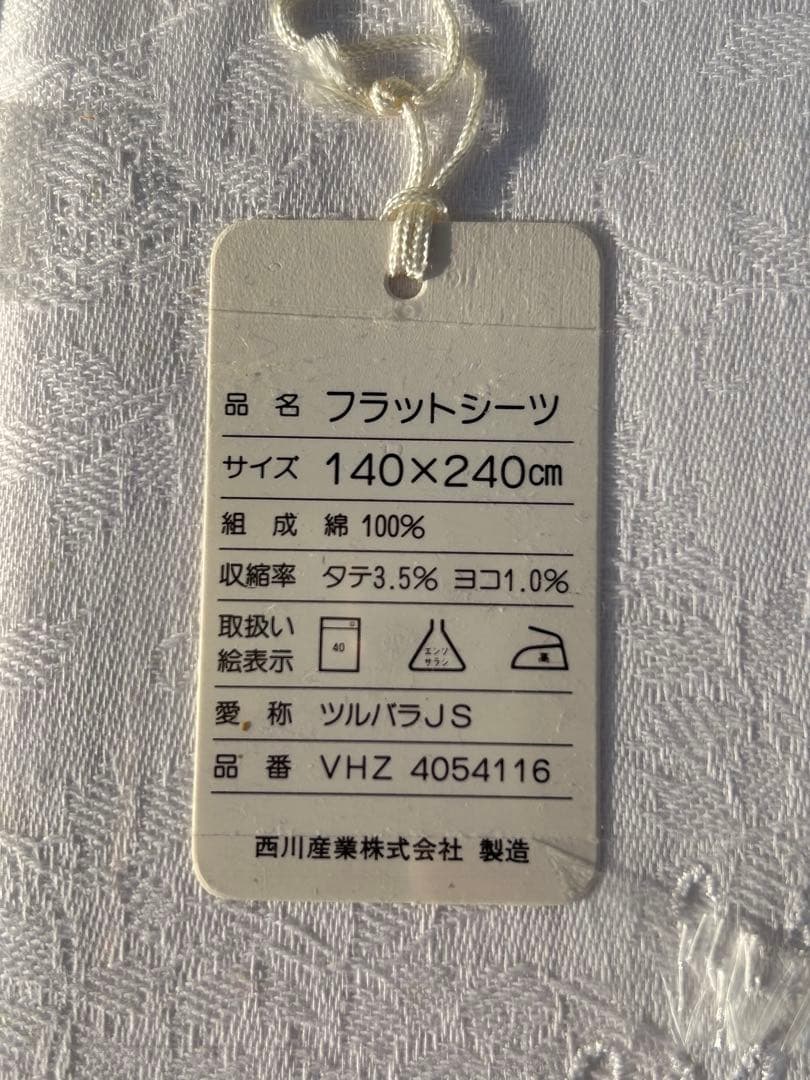 品名 フラットシーツ
サイズ 140×240cm
組成 綿 100%
収縮率 タテ3.5% ヨコ1.0%
取扱い
絵表示
40
エンソ
サラシ
高
愛称 ツルバラJS
品番 VHZ 4054116
西川産業株式会社 製造